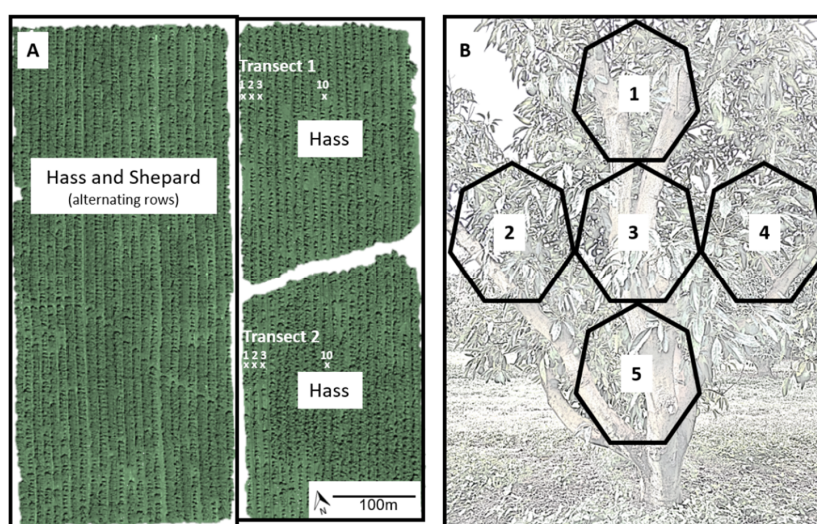 A
Hass and Shepard
(alternating rows)
Transect 1
1 2 3 10
x x x x
Hass
Transect 2
1 2 3 10
x x x x
Hass
N
100m
B
1
2
3
4
5